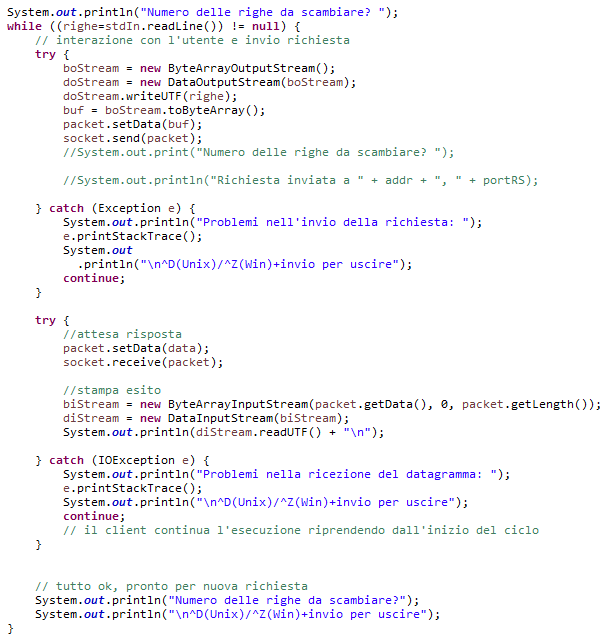 System.out.println("Numero delle righe da scambiare? ");
while ((righe=stdIn.readLine()) != null) {
    // interazione con l'utente e invio richiesta
    try {
        boStream = new ByteArrayOutputStream();
        doStream = new DataOutputStream(boStream);
        doStream.writeUTF(righe);
        buf = boStream.toByteArray();
        packet.setData(buf);
        socket.send(packet);
        //System.out.print("Numero delle righe da scambiare? ");

        //System.out.println("Richiesta inviata a " + addr + ", " + portRS);

    } catch (Exception e) {
        System.out.println("Problemi nell'invio della richiesta: ");
        e.printStackTrace();
        System.out
          .println("\n^D(Unix)/^Z(Win)+invio per uscire");
        continue;
    }

    try {
        //attesa risposta
        packet.setData(data);
        socket.receive(packet);

        //stampa esito
        biStream = new ByteArrayInputStream(packet.getData(), 0, packet.getLength());
        diStream = new DataInputStream(biStream);
        System.out.println(diStream.readUTF() + "\n");

    } catch (IOException e) {
        System.out.println("Problemi nella ricezione del datagramma: ");
        e.printStackTrace();
        System.out.println("\n^D(Unix)/^Z(Win)+invio per uscire");
        continue;
        // il client continua l'esecuzione riprendendo dall'inizio del ciclo
    }


    // tutto ok, pronto per nuova richiesta
    System.out.println("Numero delle righe da scambiare?");
    System.out.println("\n^D(Unix)/^Z(Win)+invio per uscire");
}